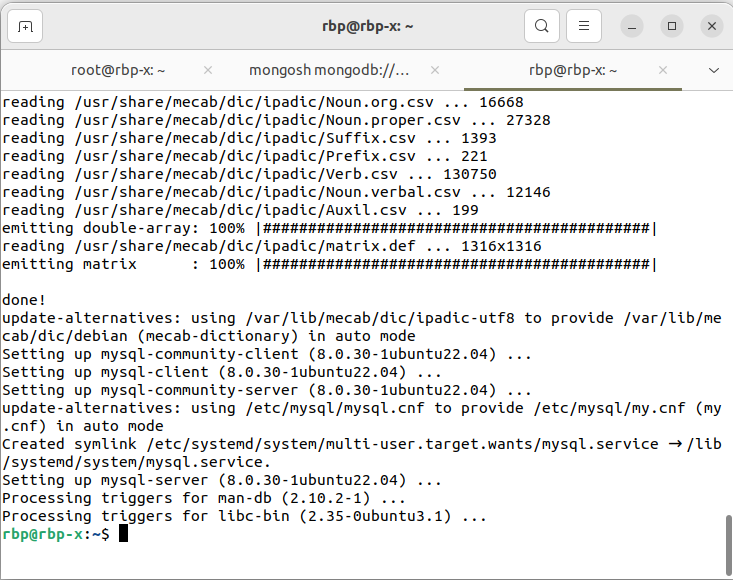 rbp@rbp-x: ~
root@rbp-x: ~
mongosh mongodb://...
rbp@rbp-x: ~
reading /usr/share/mecab/dic/ipadic/Noun.org.csv ... 16668
reading /usr/share/mecab/dic/ipadic/Noun.proper.csv ... 27328
reading /usr/share/mecab/dic/ipadic/Suffix.csv ... 1393
reading /usr/share/mecab/dic/ipadic/Prefix.csv ... 221
reading /usr/share/mecab/dic/ipadic/Verb.csv ... 130750
reading /usr/share/mecab/dic/ipadic/Noun.verbal.csv ... 12146
reading /usr/share/mecab/dic/ipadic/Auxil.csv ... 199
emitting double-array: 100% |###########################################|
reading /usr/share/mecab/dic/ipadic/matrix.def ... 1316x1316
emitting matrix      : 100% |###########################################|
done!
update-alternatives: using /var/lib/mecab/dic/ipadic-utf8 to provide /var/lib/me
cab/dic/debian (mecab-dictionary) in auto mode
Setting up mysql-community-client (8.0.30-1ubuntu22.04) ...
Setting up mysql-client (8.0.30-1ubuntu22.04) ...
Setting up mysql-community-server (8.0.30-1ubuntu22.04) ...
update-alternatives: using /etc/mysql/mysql.cnf to provide /etc/mysql/my.cnf (my
.cnf) in auto mode
Created symlink /etc/systemd/system/multi-user.target.wants/mysql.service → /lib
/systemd/system/mysql.service.
Setting up mysql-server (8.0.30-1ubuntu22.04) ...
Processing triggers for man-db (2.10.2-1) ...
Processing triggers for libc-bin (2.35-0ubuntu3.1) ...
rbp@rbp-x:~$